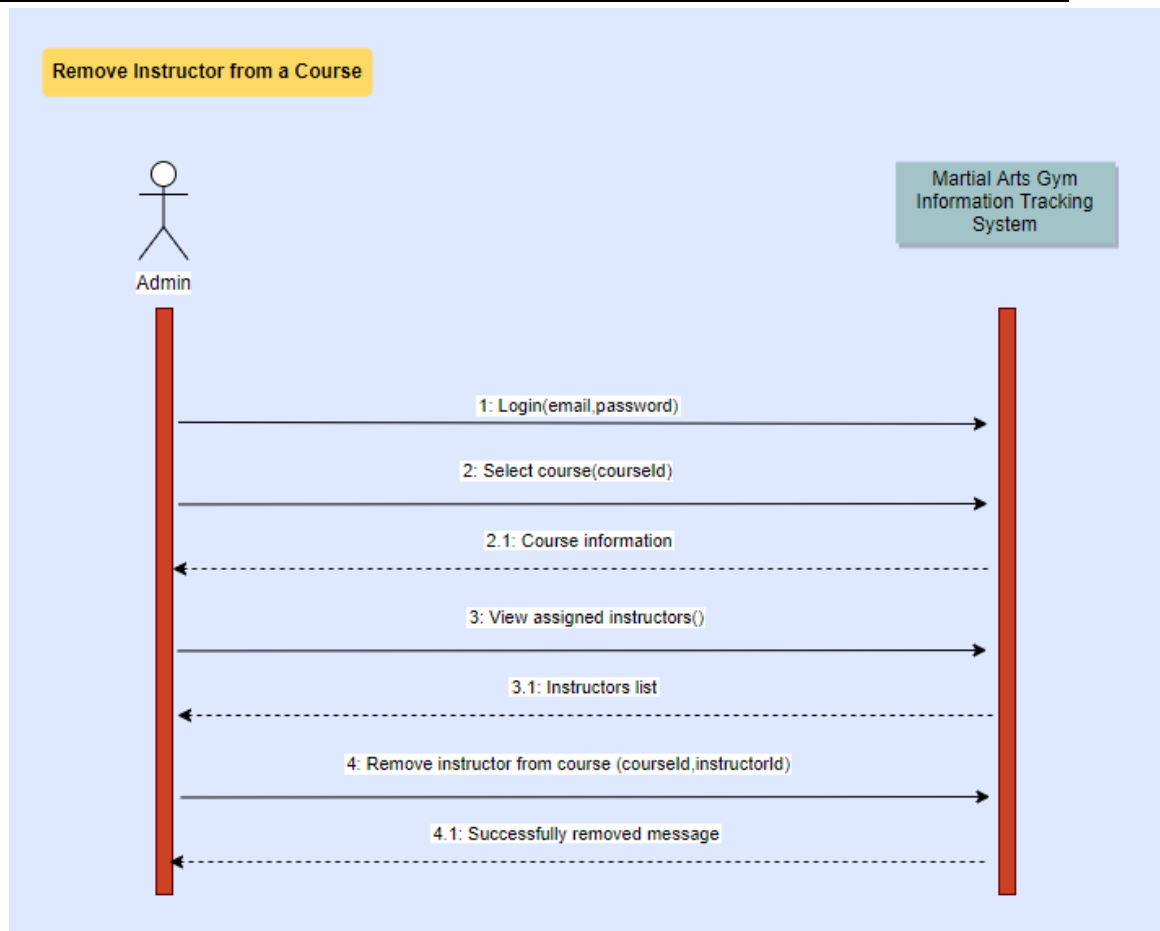 Remove Instructor from a Course
Martial Arts Gym
Information Tracking
System
Admin
1: Login(email,password)
2: Select course(courseId)
2.1: Course information
3: View assigned instructors()
3.1: Instructors list
4: Remove instructor from course (courseId,instructorId)
4.1: Successfully removed message